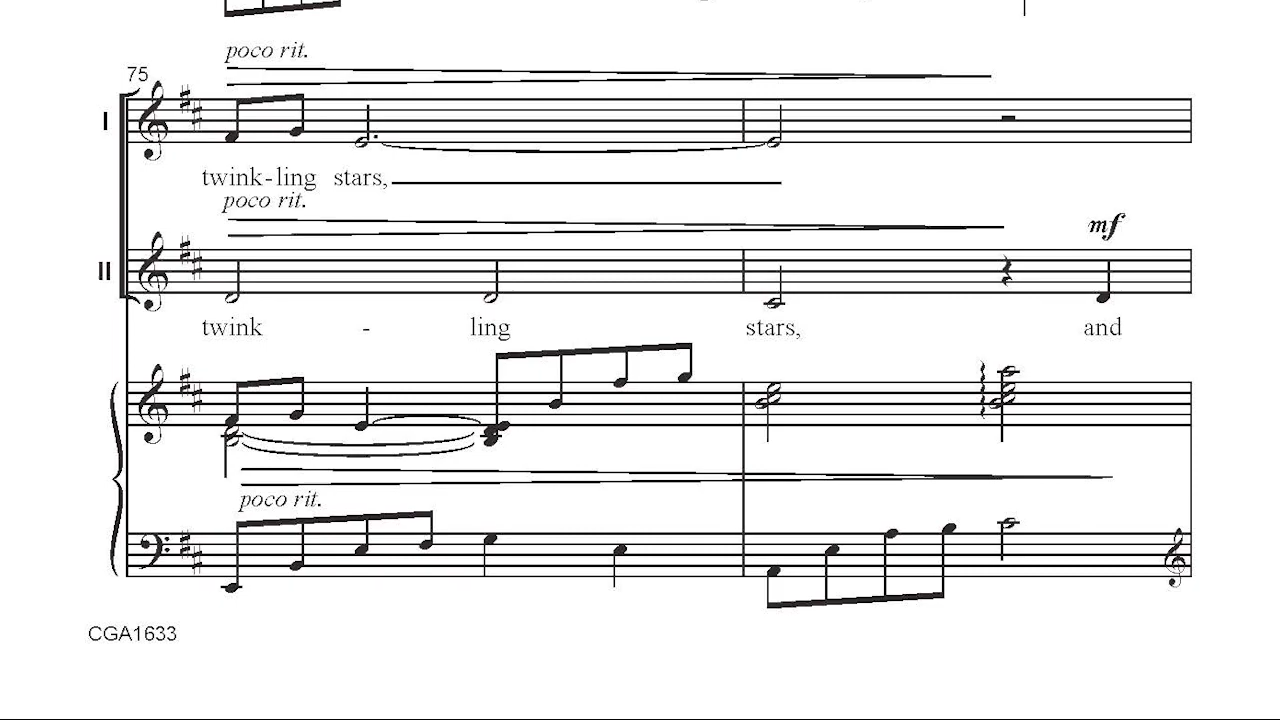 poco rit.
75
I
twink-ling stars,
poco rit.
mf
II
twink - ling stars, and
poco rit.
CGA1633